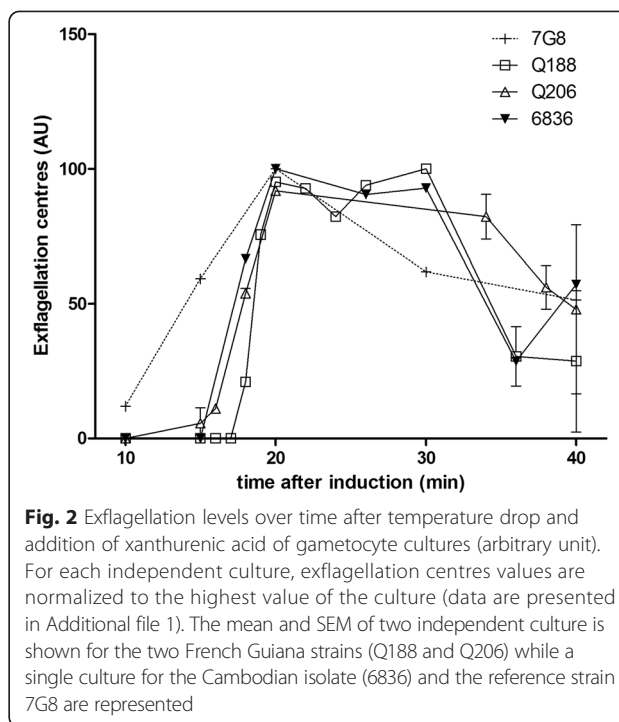 150
100
50
0
Exflagellation centres (AU)
7G8
Q188
Q206
6836
10
20
30
40
time after induction (min)
Fig. 2 Exflagellation levels over time after temperature drop and
addition of xanthurenic acid of gametocyte cultures (arbitrary unit).
For each independent culture, exflagellation centres values are
normalized to the highest value of the culture (data are presented
in Additional file 1). The mean and SEM of two independent culture is
shown for the two French Guiana strains (Q188 and Q206) while a
single culture for the Cambodian isolate (6836) and the reference strain
7G8 are represented